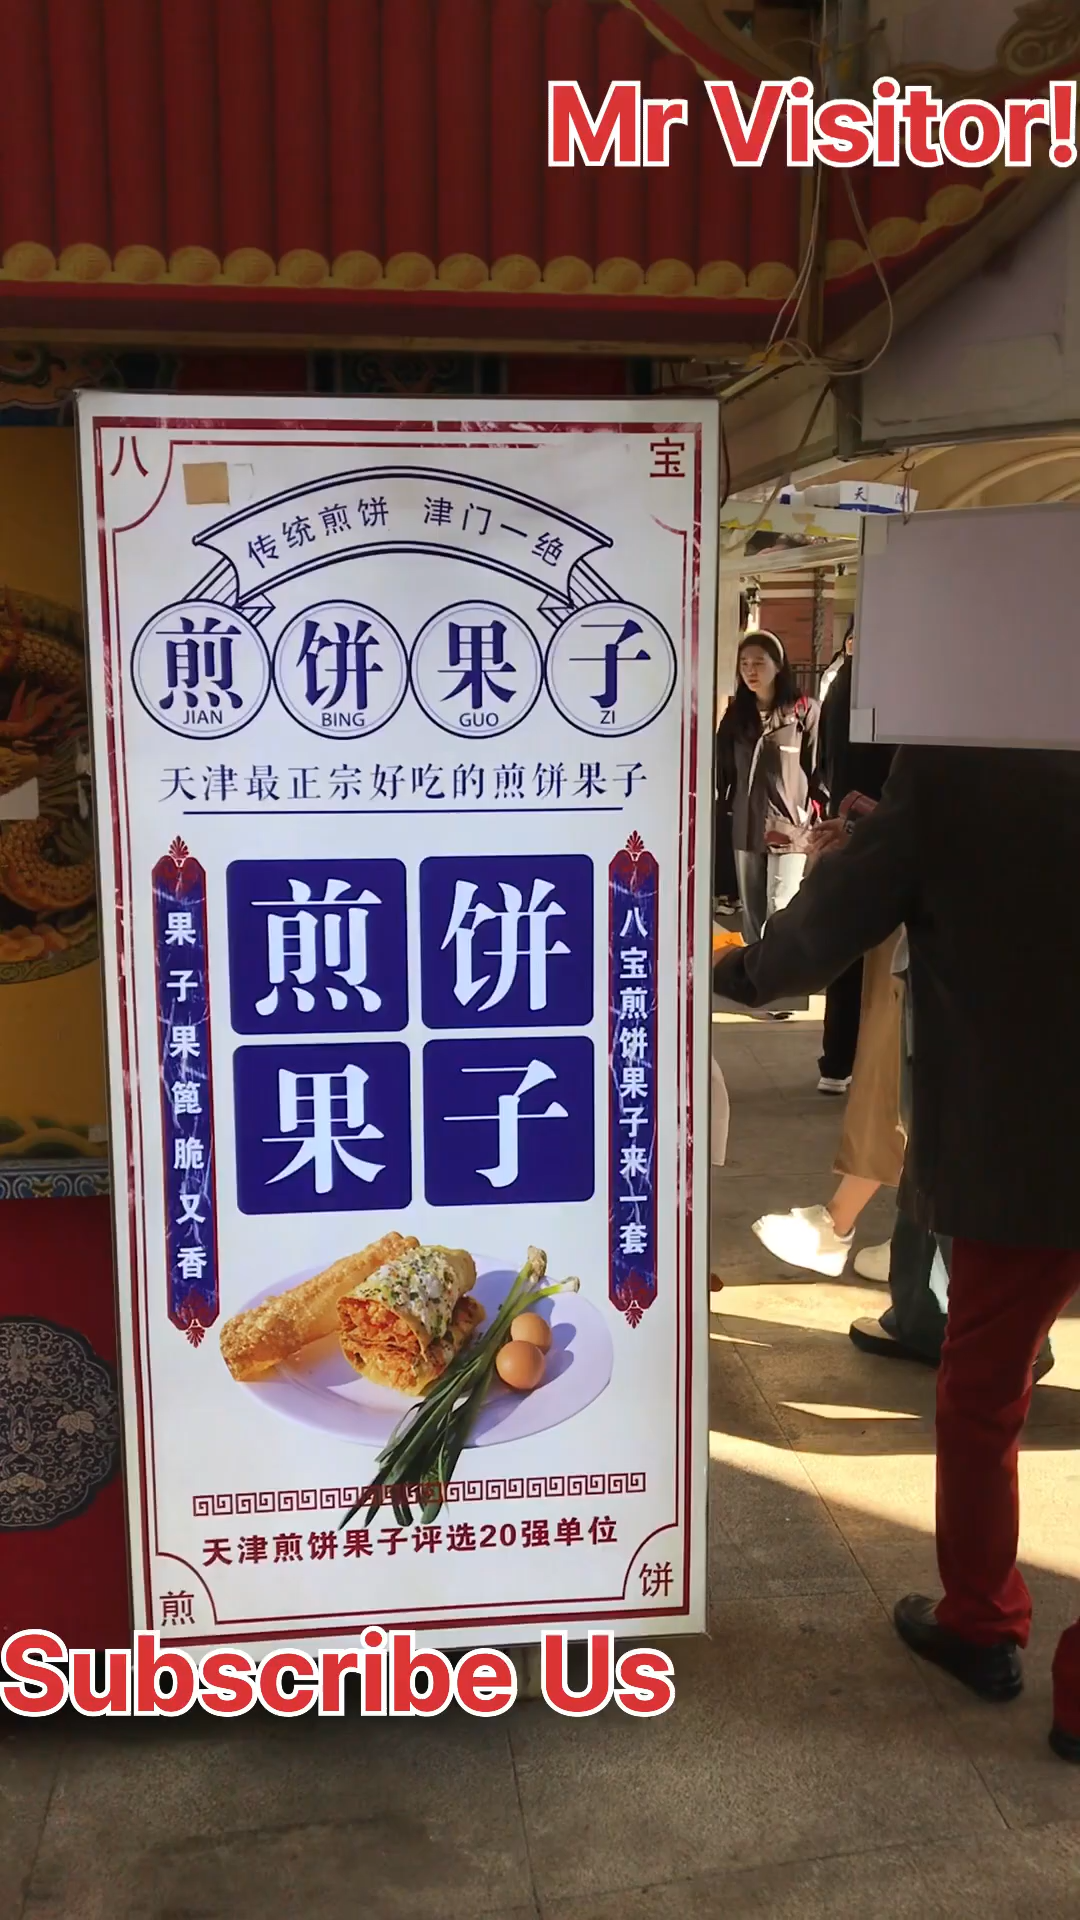 Mr Visitor!
八 宝
传统煎饼 津门一绝
煎饼果子
JIAN BING GUO ZI
天津最正宗好吃的煎饼果子
果子果篦脆又香
煎饼
果子
八宝煎饼果子来一套
天津煎饼果子评选20强单位
煎 饼
Subscribe Us
天津